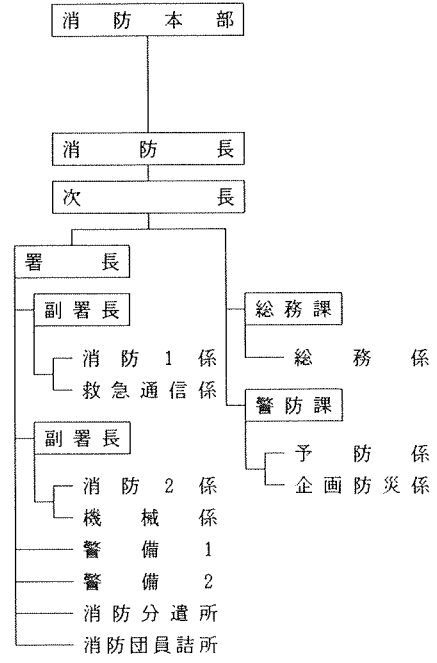 消防本部
消防長
次長
署長
副署長
消防1係
救急通信係
副署長
消防2係
機械係
警備1
警備2
消防分遣所
消防団員詰所
総務課
総務係
警防課
予防係
企画防災係